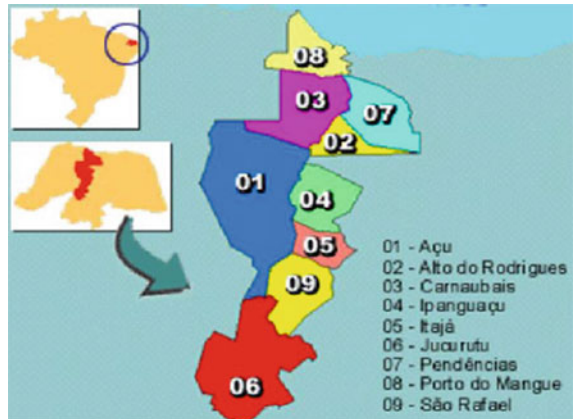 08
03
07
02
01
04
05
09
06
01 - Açu
02 - Alto do Rodrigues
03 - Carnaubais
04 - Ipanguaçu
05 - Itajá
06 - Jucurutu
07 - Pendências
08 - Porto do Mangue
09 - São Rafael